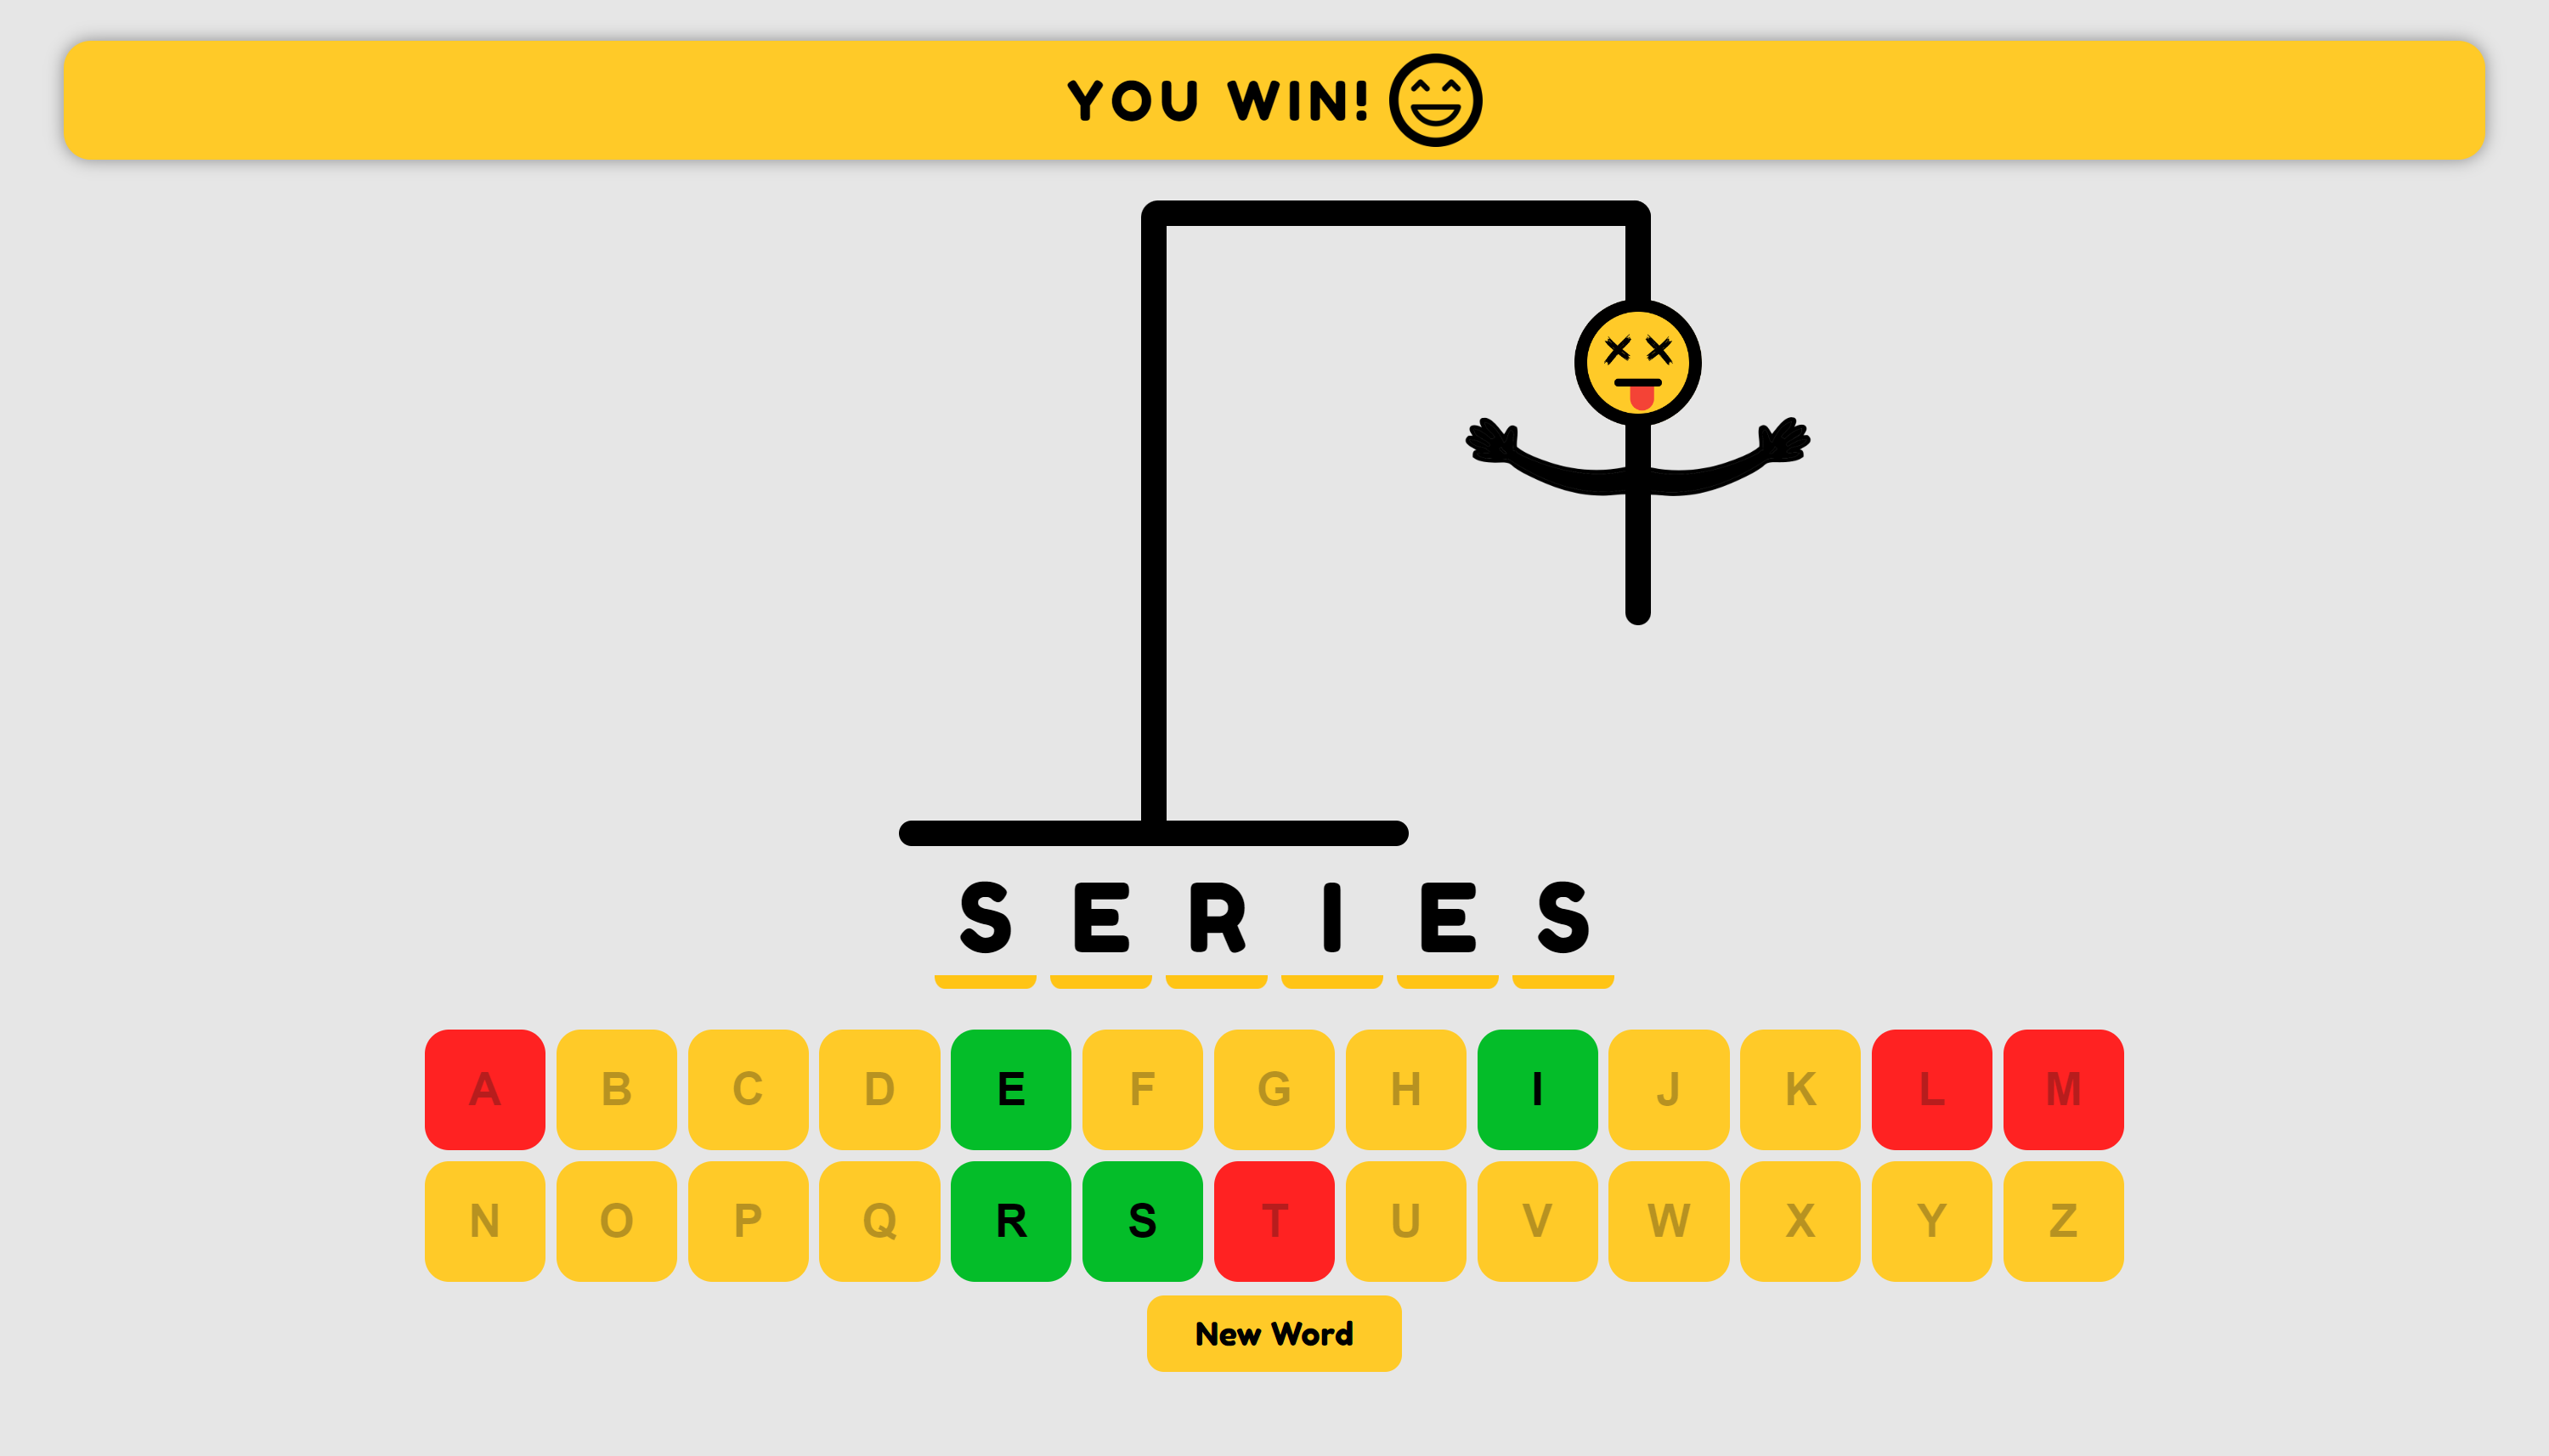 YOU WIN!
S E R I E S
A B C D E F G H I J K L M
N O P Q R S T U V W X Y Z
New Word